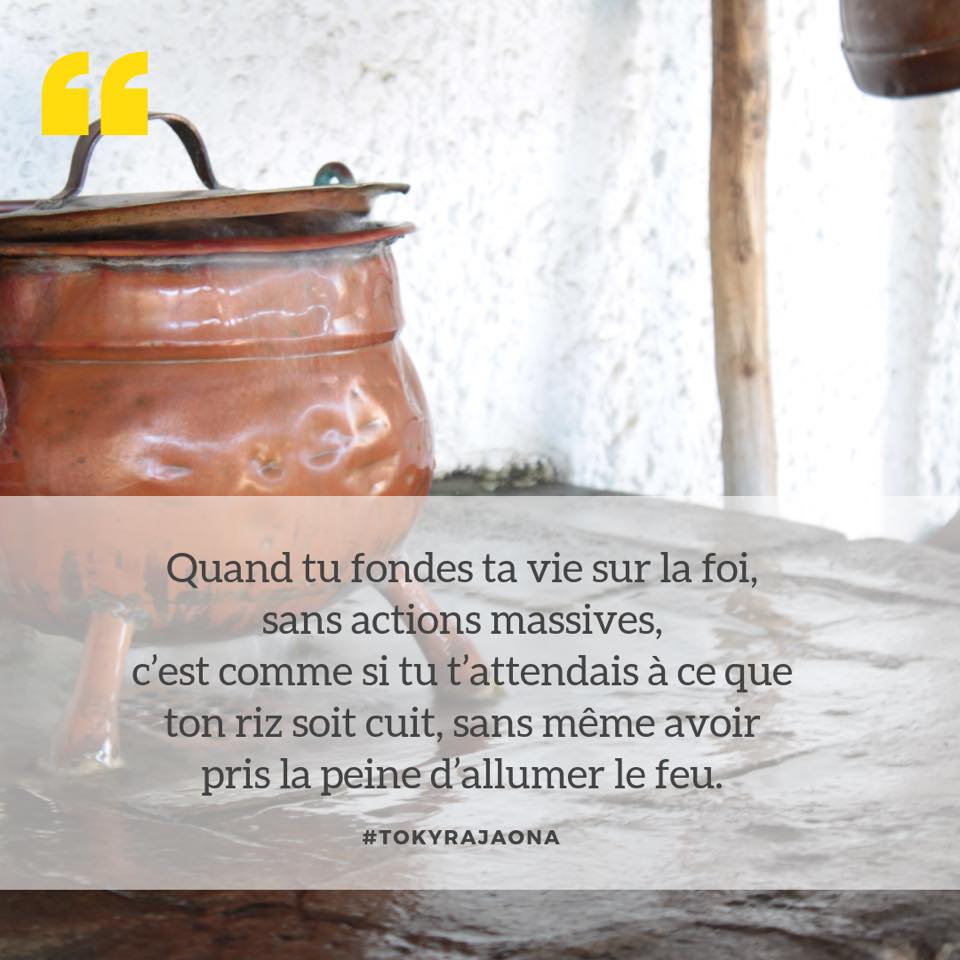 Quand tu fondes ta vie sur la foi,
sans actions massives,
c’est comme si tu t’attendais à ce que
ton riz soit cuit, sans même avoir
pris la peine d’allumer le feu.
#TOKYRAJAONA